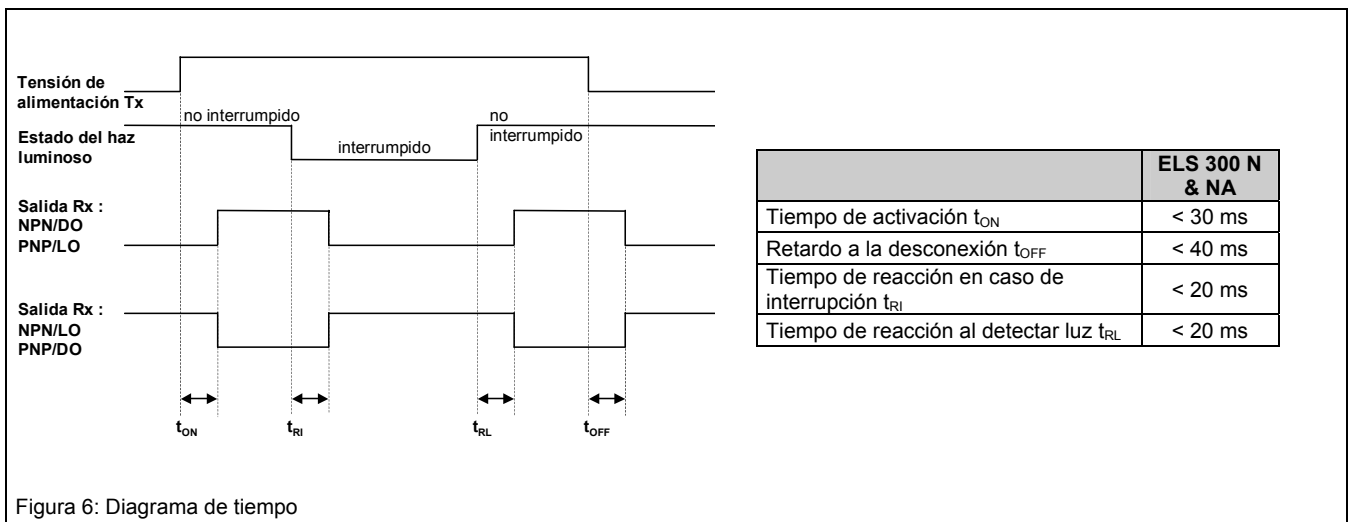 Tensión de
alimentación Tx
no interrumpido
no
interrumpido
Estado del haz
luminoso
interrumpido
Salida Rx :
NPN/DO
PNP/LO
Salida Rx :
NPN/LO
PNP/DO
tON
tRI
tRL
tOFF
ELS 300 N
& NA
Tiempo de activación tON
< 30 ms
Retardo a la desconexión tOFF
< 40 ms
Tiempo de reacción en caso de
interrupción tRI
< 20 ms
Tiempo de reacción al detectar luz tRL
< 20 ms
Figura 6: Diagrama de tiempo